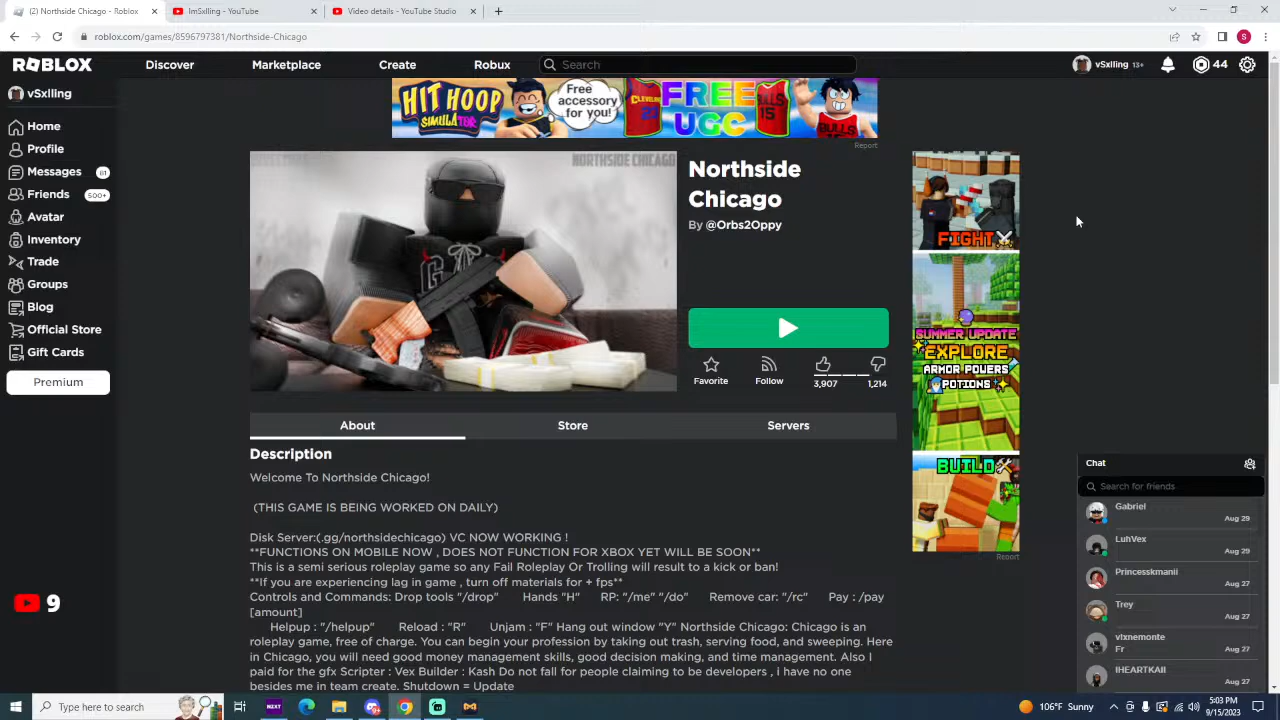 (2) Northside Chicago - Roblox
ImSxlling - YouTube
Video details - YouTube Studio
roblox.com/games/8596797381/Northside-Chicago
ROBLOX
Discover
Marketplace
Create
Robux
Search
vSxlling 13+
44
vSxlling
Home
Profile
Messages 81
Friends 500+
Avatar
Inventory
Trade
Groups
Blog
Official Store
Gift Cards
Premium
9
HIT HOOP
SIMULATOR
Free
accessory
for you!
CLEVELAND
23
FREE
UGC
BULLS
15
BULLS
15
Report
NORTHSIDE CHICAGO
Northside
Chicago
By @Orbs2Oppy
Favorite
Follow
3,907
1,214
About
Store
Servers
Description
Welcome To Northside Chicago!
(THIS GAME IS BEING WORKED ON DAILY)
Disk Server:(.gg/northsidechicago) VC NOW WORKING !
**FUNCTIONS ON MOBILE NOW , DOES NOT FUNCTION FOR XBOX YET WILL BE SOON**
This is a semi serious roleplay game so any Fail Roleplay Or Trolling will result to a kick or ban!
**If you are experiencing lag in game , turn off materials for + fps**
Controls and Commands: Drop tools "/drop" Hands "H" RP: "/me" "/do" Remove car: "/rc" Pay : /pay
[amount]
Helpup : "/helpup" Reload : "R" Unjam : "F" Hang out window "Y" Northside Chicago: Chicago is an
roleplay game, free of charge. You can begin your profession by taking out trash, serving food, and sweeping. Here
in Chicago, you will need good money management skills, good decision making, and time management. Also I
paid for the gfx Scripter : Vex Builder : Kash Do not fall for people claiming to be developers , i have no one
besides me in team create. Shutdown = Update
FIGHT
SUMMER UPDATE
EXPLORE
ARMOR POWERS
POTIONS
BUILD
Report
Chat
Search for friends
Gabriel
Aug 29
LuhVex
Aug 29
Princesskmanii
Aug 27
Trey
Aug 27
vlxnemonte
Fr
Aug 27
IHEARTKAII
Aug 27
Type here to search
NEXT
106°F Sunny
5:03 PM
9/15/2023